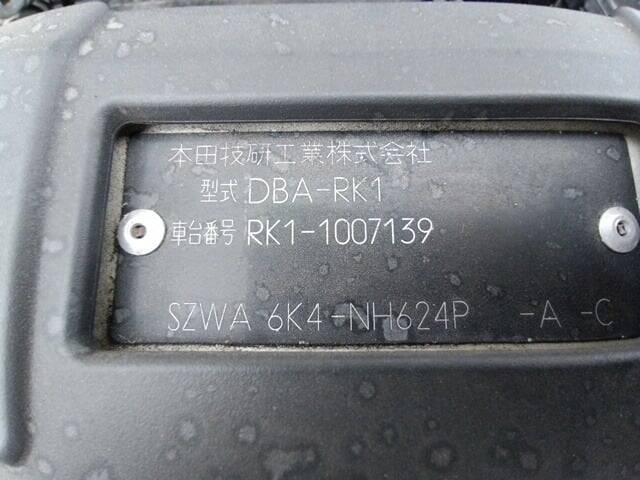 本田技研工業株式会社
型式 DBA-RK1
車台番号 RK1-1007139
SZWA 6K4-NH624P -A -C